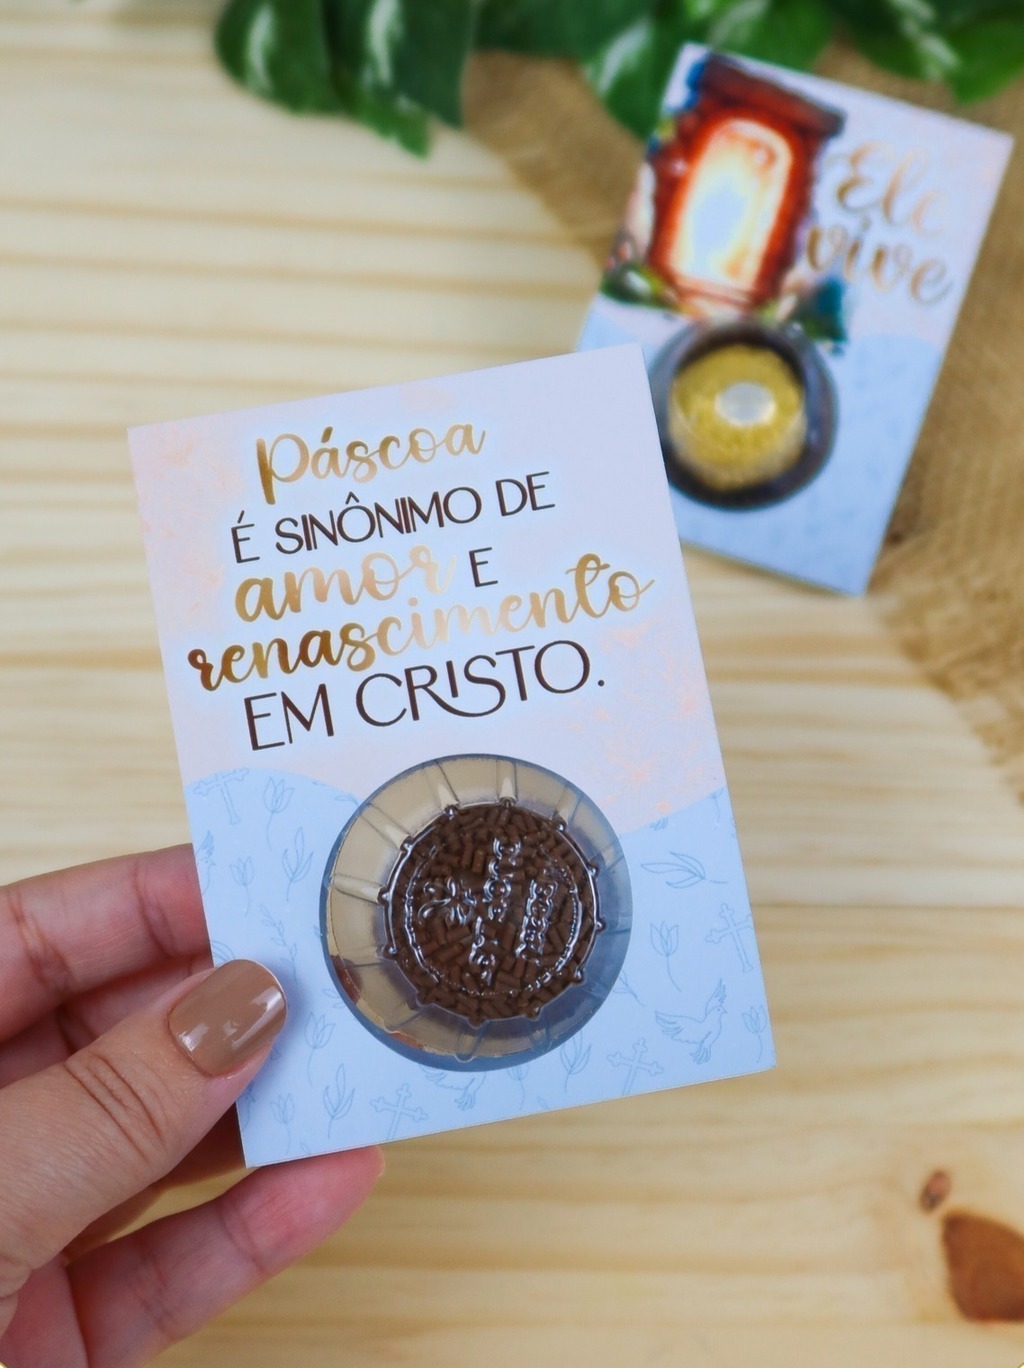 Páscoa
É SINÔNIMO DE
amor E
renascimento
EM CRISTO.
Ele
vive